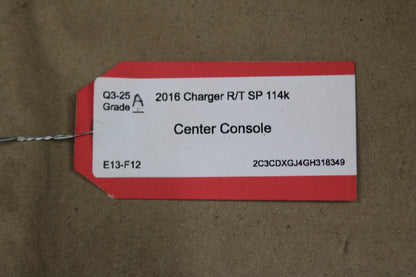 Q3-25 2016 Charger R/T SP 114k
Grade A
Center Console
E13-F12 2C3CDXGJ4GH318349